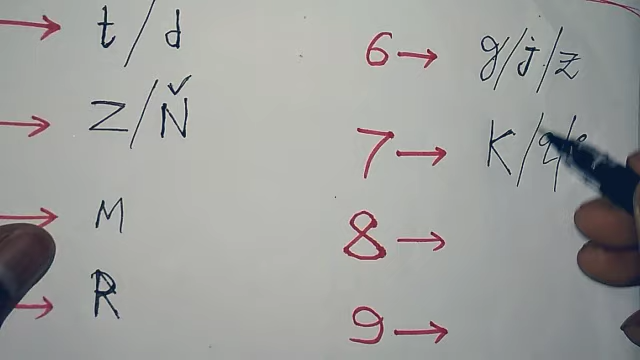 → t/d
→ Z/Ň
→ M
→ R
6 → g/j/z
7 → K/q/
8 →
9 →